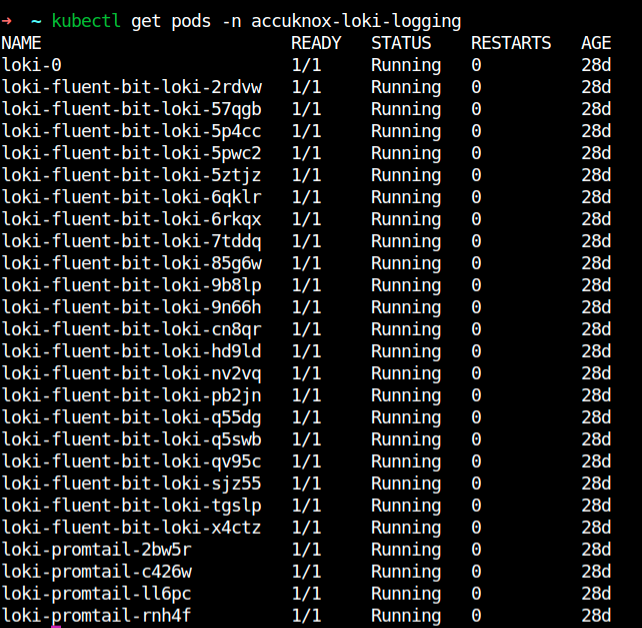 → ~ kubectl get pods -n accuknox-loki-logging
NAME READY STATUS RESTARTS AGE
loki-0 1/1 Running 0 28d
loki-fluent-bit-loki-2rdvw 1/1 Running 0 28d
loki-fluent-bit-loki-57qgb 1/1 Running 0 28d
loki-fluent-bit-loki-5p4cc 1/1 Running 0 28d
loki-fluent-bit-loki-5pwc2 1/1 Running 0 28d
loki-fluent-bit-loki-5ztjz 1/1 Running 0 28d
loki-fluent-bit-loki-6qklr 1/1 Running 0 28d
loki-fluent-bit-loki-6rkqx 1/1 Running 0 28d
loki-fluent-bit-loki-7tddq 1/1 Running 0 28d
loki-fluent-bit-loki-85g6w 1/1 Running 0 28d
loki-fluent-bit-loki-9b8lp 1/1 Running 0 28d
loki-fluent-bit-loki-9n66h 1/1 Running 0 28d
loki-fluent-bit-loki-cn8qr 1/1 Running 0 28d
loki-fluent-bit-loki-hd9ld 1/1 Running 0 28d
loki-fluent-bit-loki-nv2vq 1/1 Running 0 28d
loki-fluent-bit-loki-pb2jn 1/1 Running 0 28d
loki-fluent-bit-loki-q55dg 1/1 Running 0 28d
loki-fluent-bit-loki-q5swb 1/1 Running 0 28d
loki-fluent-bit-loki-qv95c 1/1 Running 0 28d
loki-fluent-bit-loki-sjz55 1/1 Running 0 28d
loki-fluent-bit-loki-tgslp 1/1 Running 0 28d
loki-fluent-bit-loki-x4ctz 1/1 Running 0 28d
loki-promtail-2bw5r 1/1 Running 0 28d
loki-promtail-c426w 1/1 Running 0 28d
loki-promtail-ll6pc 1/1 Running 0 28d
loki-promtail-rnh4f 1/1 Running 0 28d